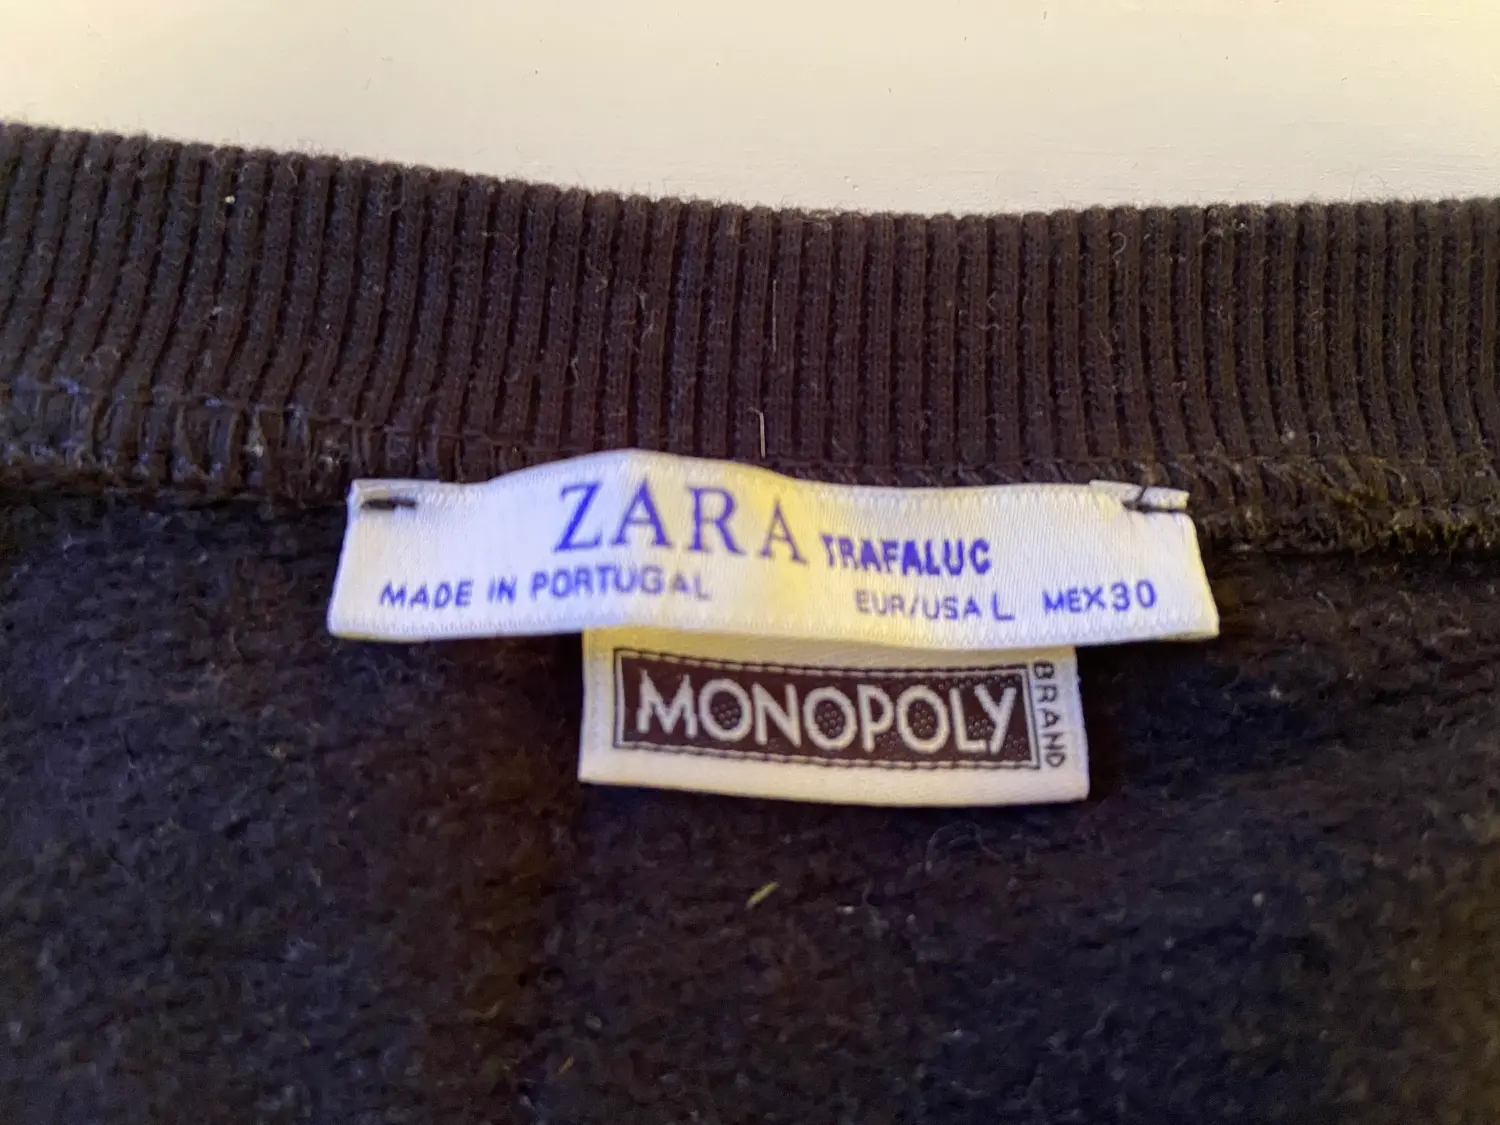 ZARA TRAFALUC
MADE IN PORTUGAL EUR/USA L MEX 30
MONOPOLY BRAND